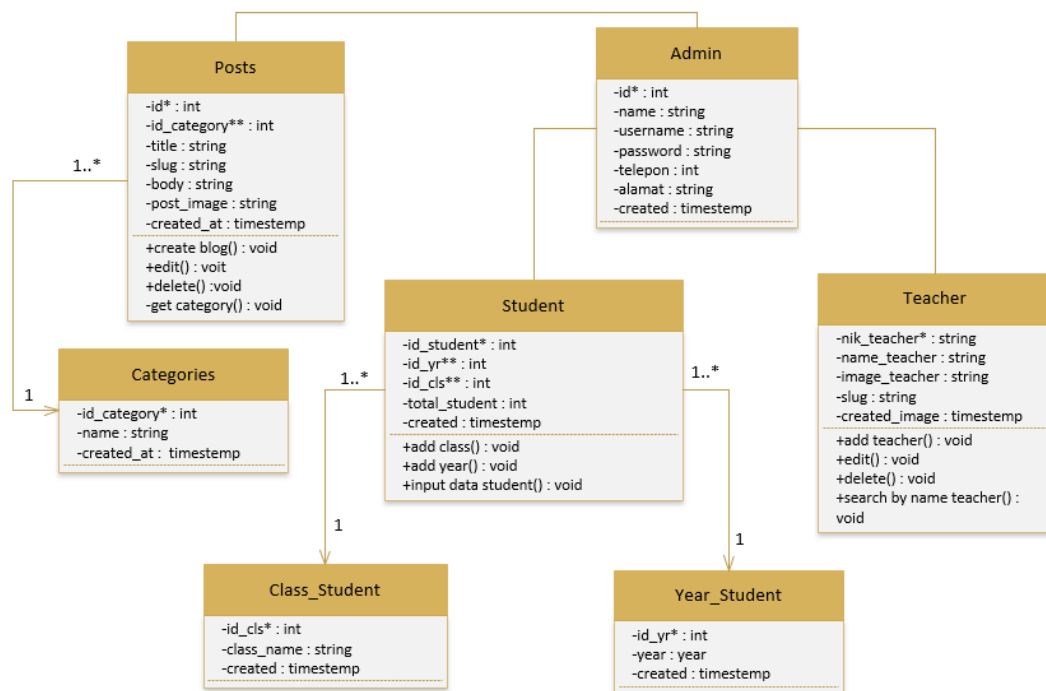 Posts
-id* : int
-id_category** : int
-title : string
-slug : string
-body : string
-post_image : string
-created_at : timestemp
+create blog() : void
+edit() : voit
+delete() :void
-get category() : void
Admin
-id* : int
-name : string
-username : string
-password : string
-telepon : int
-alamat : string
-created : timestemp
1..*
1
Categories
-id_category* : int
-name : string
-created_at :  timestemp
Student
-id_student* : int
-id_yr** : int
-id_cls** : int
-total_student : int
-created : timestemp
+add class() : void
+add year() : void
+input data student() : void
1..*
1..*
Teacher
-nik_teacher* : string
-name_teacher : string
-image_teacher : string
-slug : string
-created_image : timestemp
+add teacher() : void
+edit() : void
+delete() : void
+search by name teacher() :
void
1
1
Class_Student
-id_cls* : int
-class_name : string
-created : timestemp
Year_Student
-id_yr* : int
-year : year
-created : timestemp